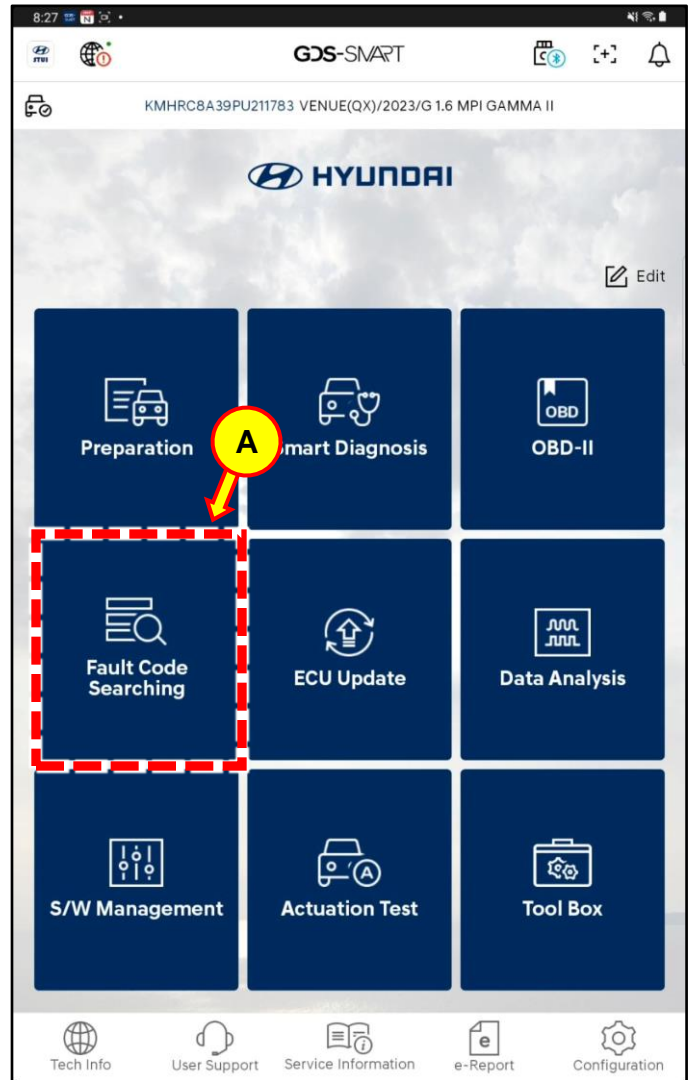 8:27
GDS-SMART
KMHRC8A39PU211783 VENUE(QX)/2023/G 1.6 MPI GAMMA II
HYUNDAI
Edit
Preparation
A
mart Diagnosis
OBD
OBD-II
Fault Code
Searching
ECU Update
Data Analysis
S/W Management
A
Actuation Test
Tool Box
Tech Info
User Support
Service Information
e
e-Report
Configuration